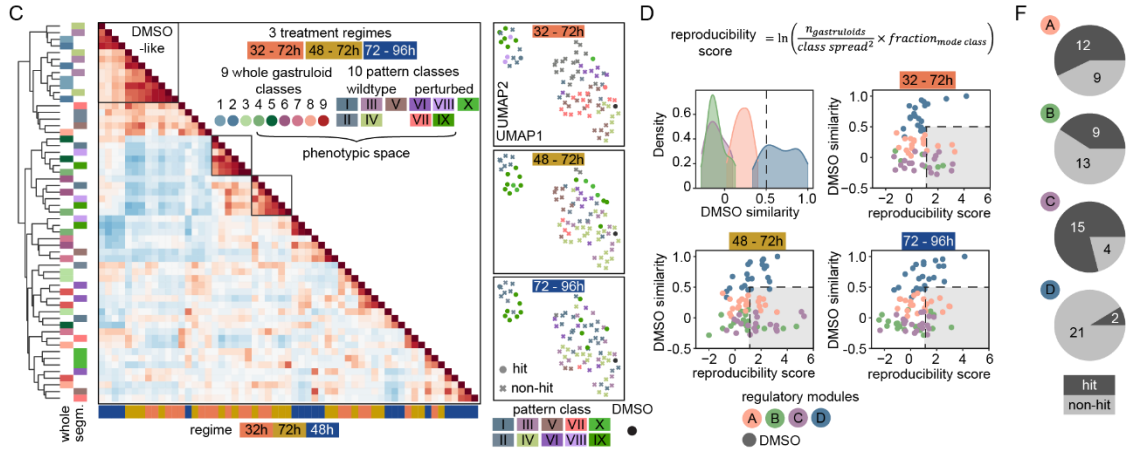 C
DMSO
-like
3 treatment regimes
32 - 72h 48 - 72h 72 - 96h
9 whole gastruloid
classes
10 pattern classes
wildtype perturbed
1 2 3 4 5 6 7 8 9
I III V VI VIII X
II IV VII IX
phenotypic space
whole
segm.
regime 32h 72h 48h
32 - 72h
UMAP2
UMAP1
48 - 72h
72 - 96h
hit
non-hit
pattern class DMSO
I III V VII X
II IV VI VIII IX
D
reproducibility
score
= ln( n_gastruloids / class spread² × fraction_mode class )
Density
0.6
0.4
0.2
0
0 0.5 1.0
DMSO similarity
32 - 72h
DMSO similarity
1.0
0.5
0
−0.5
−2 0 2 4 6
reproducibility score
48 - 72h
DMSO similarity
1.0
0.5
0
−0.5
−2 0 2 4 6
reproducibility score
72 - 96h
DMSO similarity
1.0
0.5
0
−0.5
−2 0 2 4 6
reproducibility score
regulatory modules
A B C D
DMSO
F
A
12
9
B
9
13
C
15
4
D
2
21
hit
non-hit